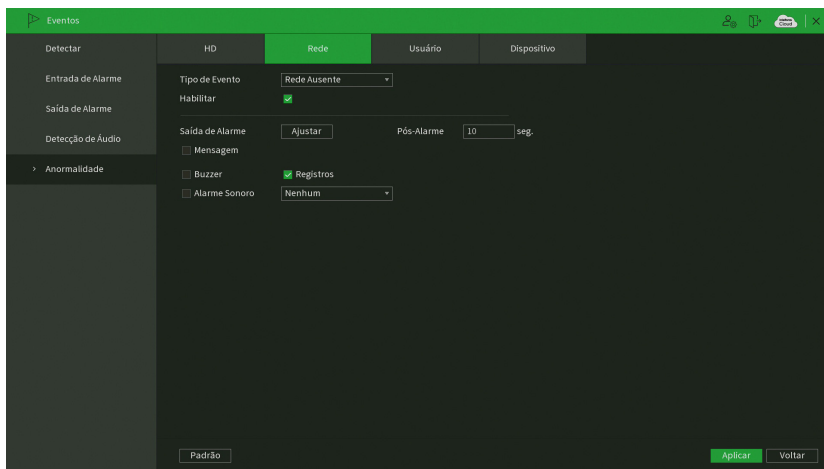 Eventos
Cloud
Detectar
HD
Rede
Usuário
Dispositivo
Entrada de Alarme
Saída de Alarme
Detecção de Áudio
Anormalidade
Tipo de Evento
Rede Ausente
Habilitar
Saída de Alarme
Ajustar
Pós-Alarme
10
seg.
Mensagem
Buzzer
Registros
Alarme Sonoro
Nenhum
Padrão
Aplicar
Voltar